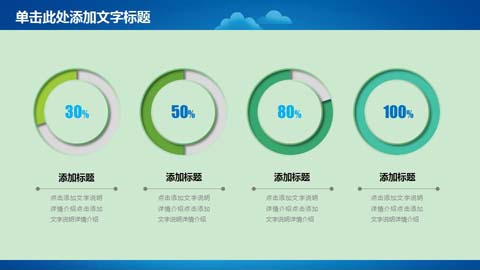 单击此处添加文字标题
30%
50%
80%
100%
添加标题
添加标题
添加标题
添加标题
点击添加文字说明
详情介绍点击添加
文字说明详情介绍
点击添加文字说明
详情介绍点击添加
文字说明详情介绍
点击添加文字说明
详情介绍点击添加
文字说明详情介绍
点击添加文字说明
详情介绍点击添加
文字说明详情介绍